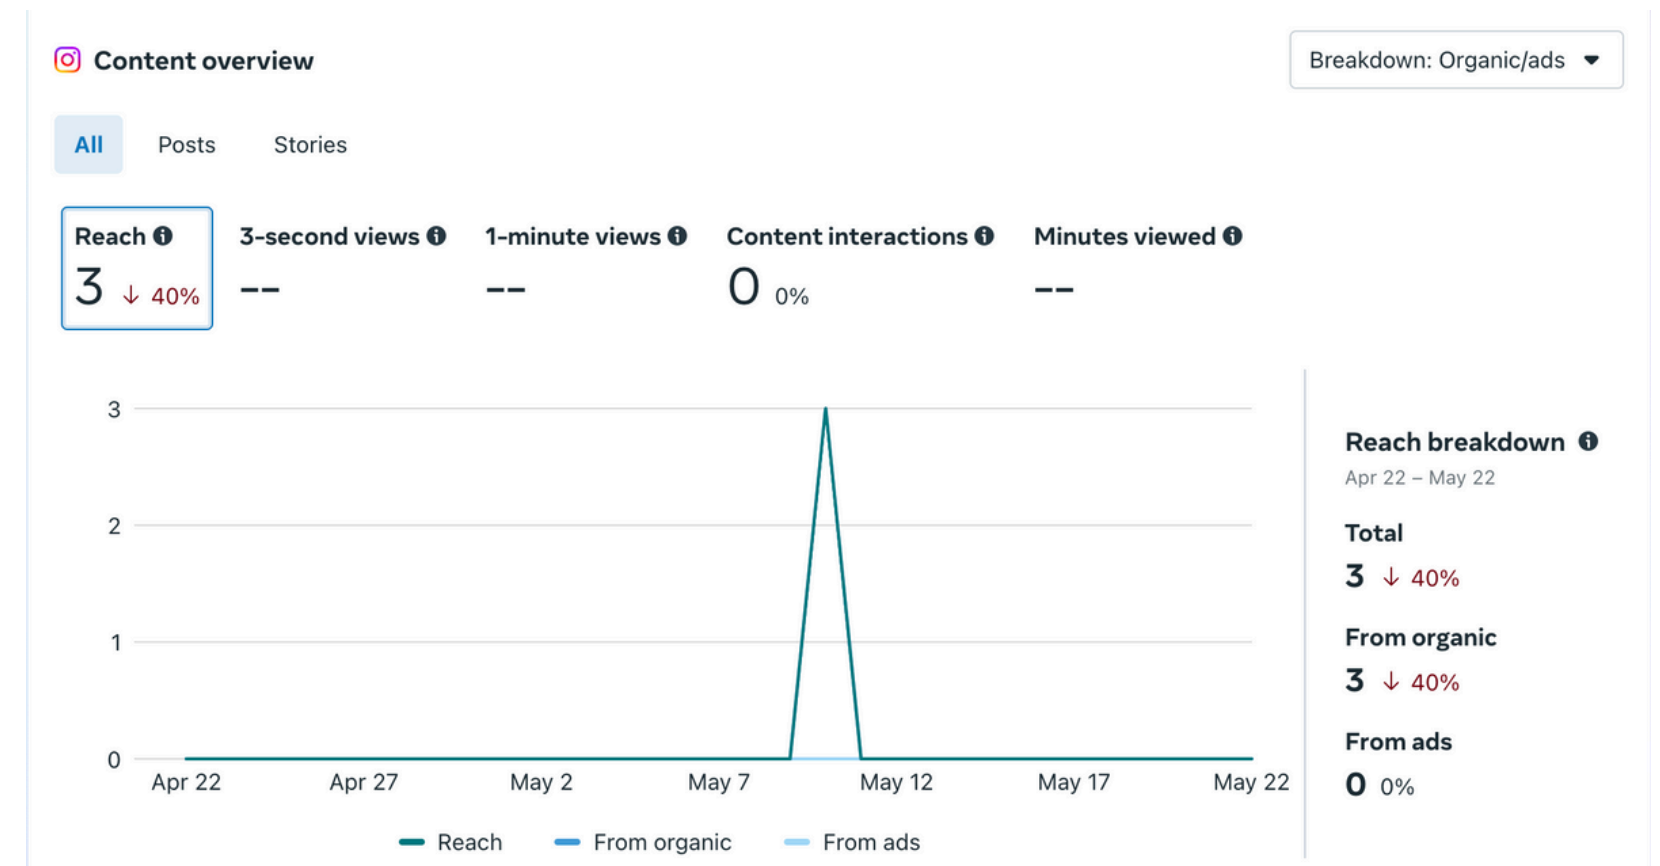 Content overview
Breakdown: Organic/ads
All Posts Stories
Reach 3-second views 1-minute views Content interactions Minutes viewed
3 ↓ 40% -- -- 0 0% --
3
2
1
0
Apr 22 Apr 27 May 2 May 7 May 12 May 17 May 22
Reach From organic From ads
Reach breakdown
Apr 22 – May 22
Total
3 ↓ 40%
From organic
3 ↓ 40%
From ads
0 0%